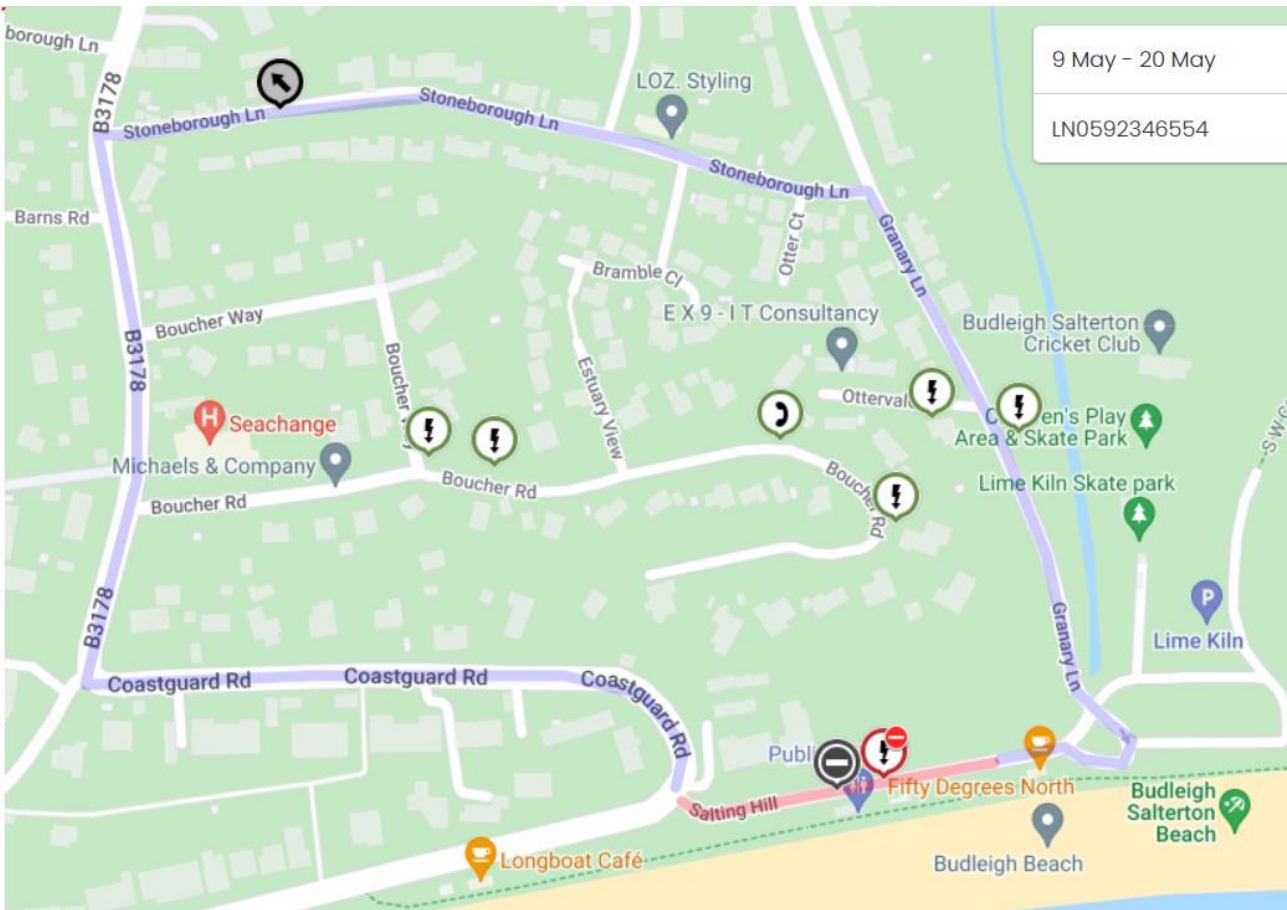 borough Ln
B3178
9 May - 20 May
LN0592346554
LOZ. Styling
Stoneborough Ln
Stoneborough Ln
Stoneborough Ln
Barns Rd
Granary Ln
Otter Ct
Bramble Cl
E X 9 - I T Consultancy
Boucher Way
Budleigh Salterton
Cricket Club
B3178
Boucher Way
Estuary View
Otterval
Seachange
Michaels & Company
en's Play
Area & Skate Park
Boucher Rd
Boucher Rd
Boucher Rd
Lime Kiln Skate park
P
Lime Kiln
B3178
Granary Ln
Coastguard Rd
Coastguard Rd
Coastguard Rd
Publi
Fifty Degrees North
Salting Hill
Budleigh
Salterton
Beach
Longboat Café
Budleigh Beach
H